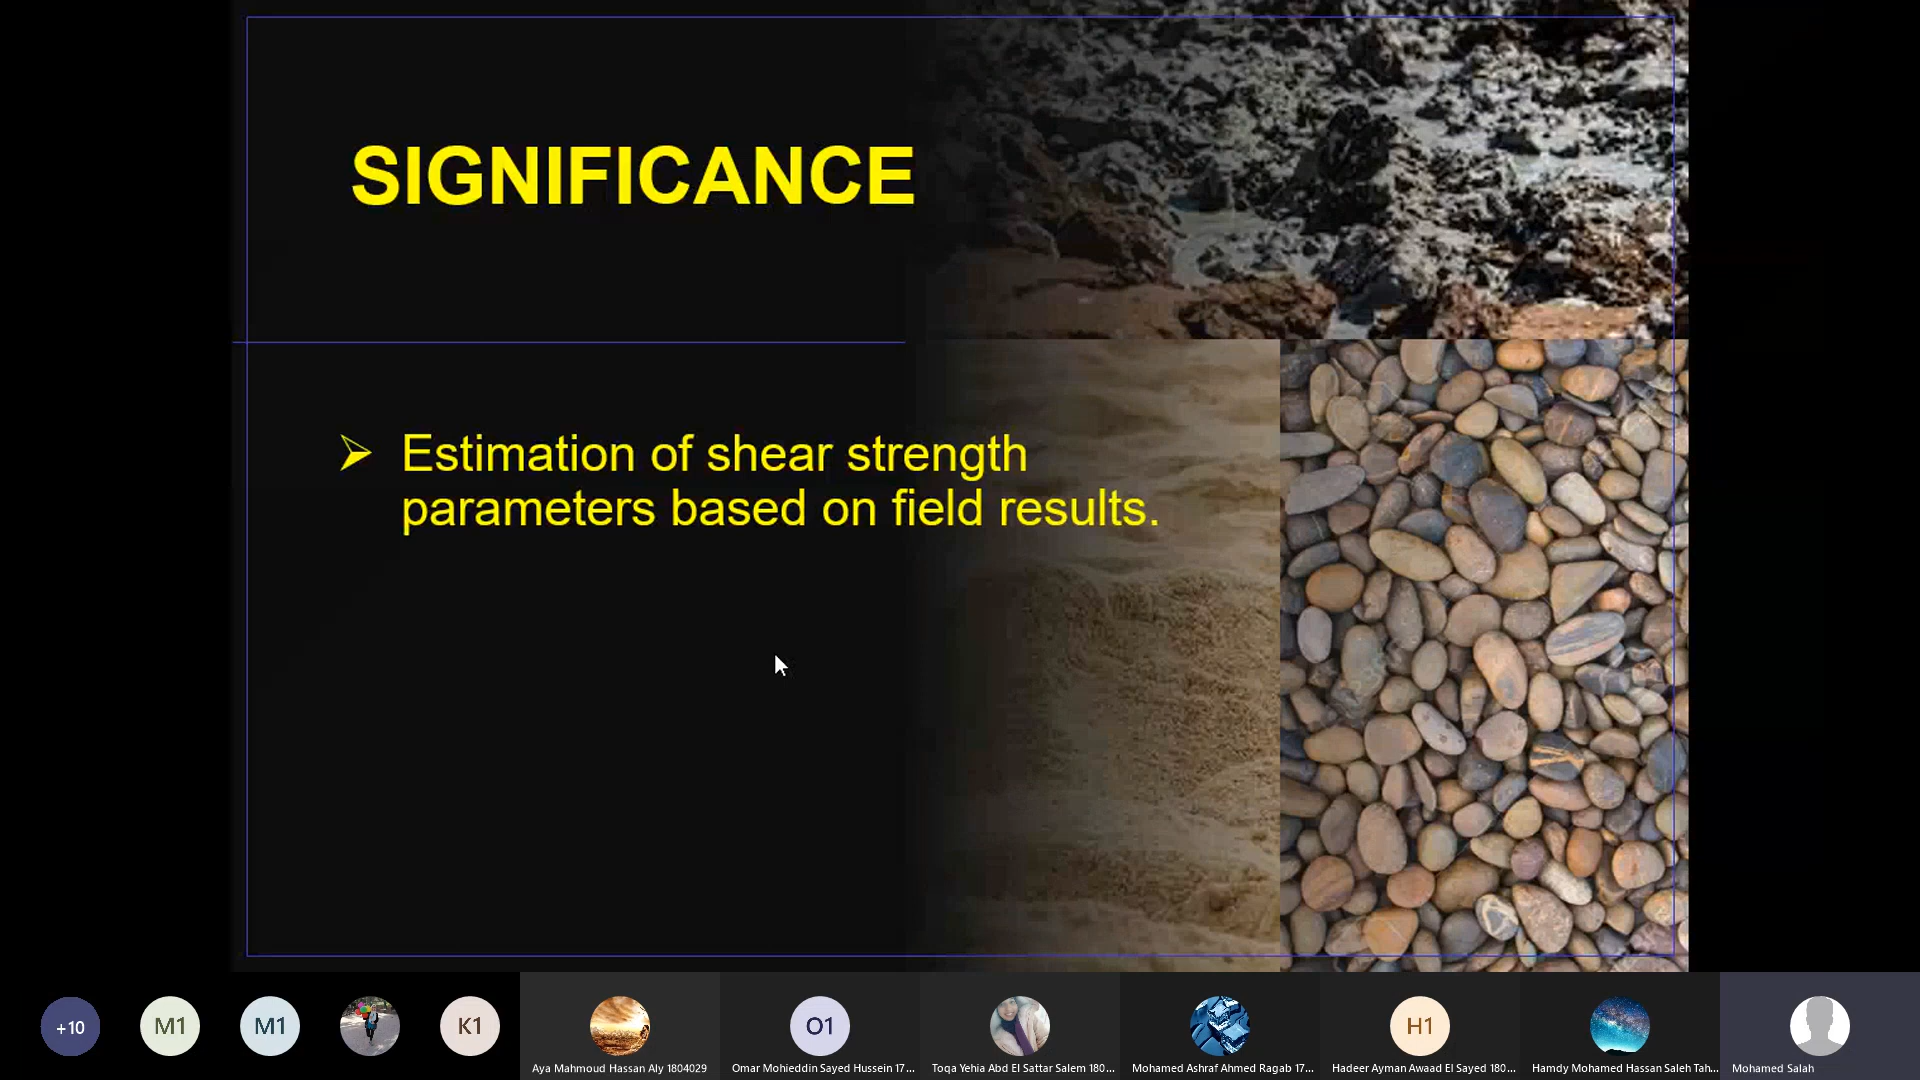 SIGNIFICANCE
➢ Estimation of shear strength
parameters based on field results.
+10
M1
M1
K1
Aya Mahmoud Hassan Aly 1804029
O1
Omar Mohieddin Sayed Hussein 17...
Toqa Yehia Abd El Sattar Salem 180...
Mohamed Ashraf Ahmed Ragab 17...
H1
Hadeer Ayman Awaad El Sayed 180...
Hamdy Mohamed Hassan Saleh Tah...
Mohamed Salah